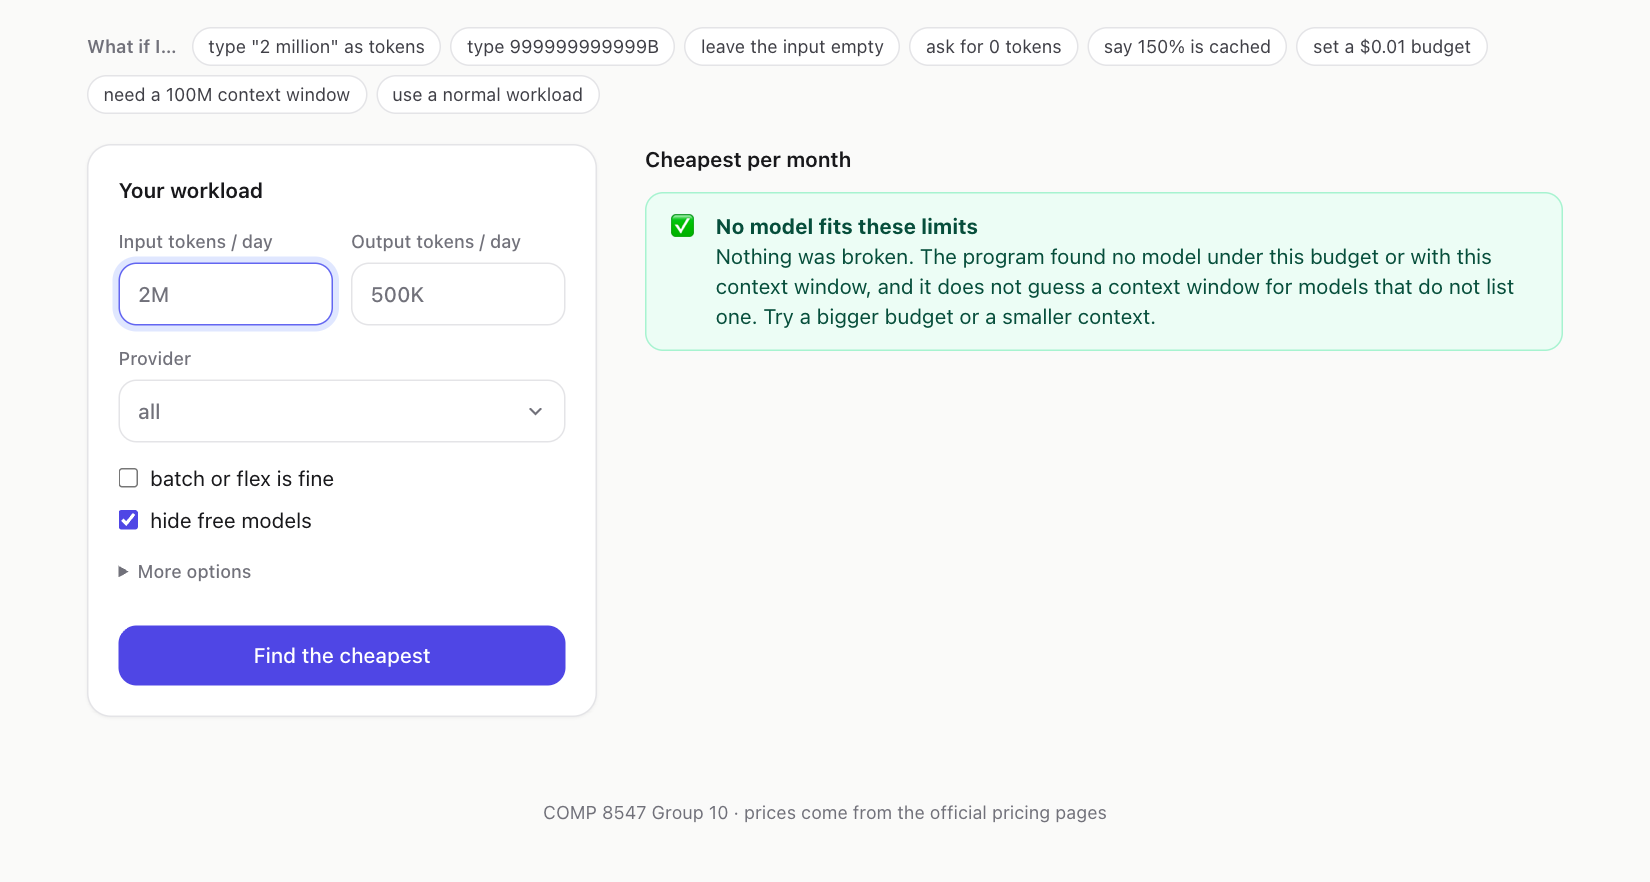 What if I... type "2 million" as tokens type 999999999999B leave the input empty ask for 0 tokens say 150% is cached set a $0.01 budget
need a 100M context window use a normal workload
Your workload
Input tokens / day Output tokens / day
2M 500K
Provider
all
batch or flex is fine
hide free models
More options
Find the cheapest
Cheapest per month
No model fits these limits
Nothing was broken. The program found no model under this budget or with this
context window, and it does not guess a context window for models that do not list
one. Try a bigger budget or a smaller context.
COMP 8547 Group 10 · prices come from the official pricing pages